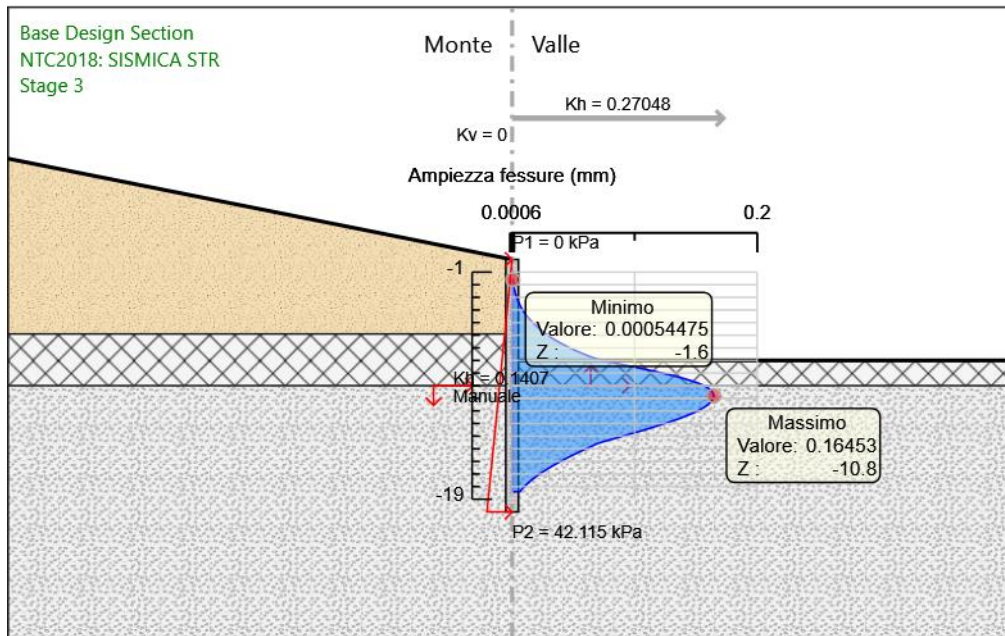 Base Design Section
NTC2018: SISMICA STR
Stage 3
Monte Valle
Kh = 0.27048
Kv = 0
Ampiezza fessure (mm)
0.0006 0.2
P1 = 0 kPa
-1
Minimo
Valore: 0.00054475
Z : -1.6
Kh = 0.1407
Manuale
Massimo
Valore: 0.16453
Z : -10.8
-19
P2 = 42.115 kPa